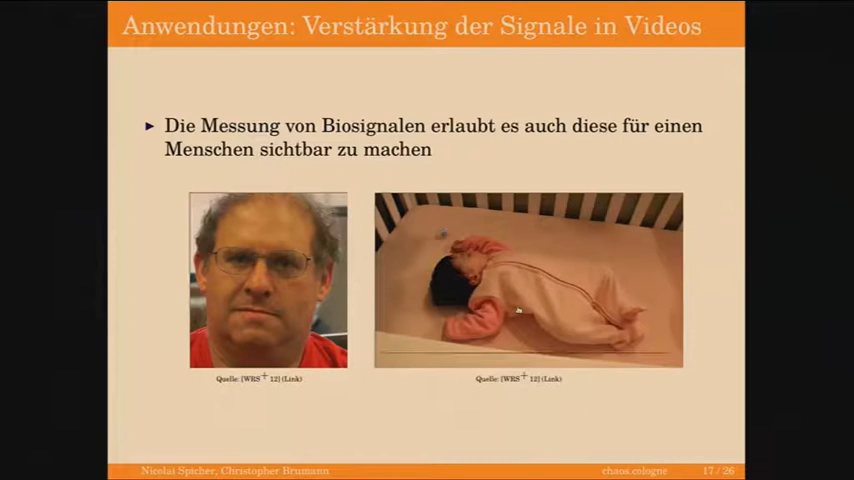 Anwendungen: Verstärkung der Signale in Videos
Die Messung von Biosignalen erlaubt es auch diese für einen
Menschen sichtbar zu machen
Quelle: [WRS+ 12] (Link)
Quelle: [WRS+ 12] (Link)
Nicolai Spicher, Christopher Brumann
chaos.cologne
17 / 26